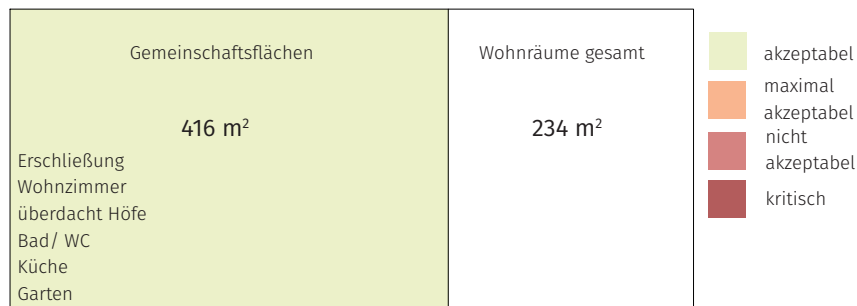 Gemeinschaftsflächen
416 m²
Erschließung
Wohnzimmer
überdacht Höfe
Bad/ WC
Küche
Garten
Wohnräume gesamt
234 m²
akzeptabel
maximal
akzeptabel
nicht
akzeptabel
kritisch